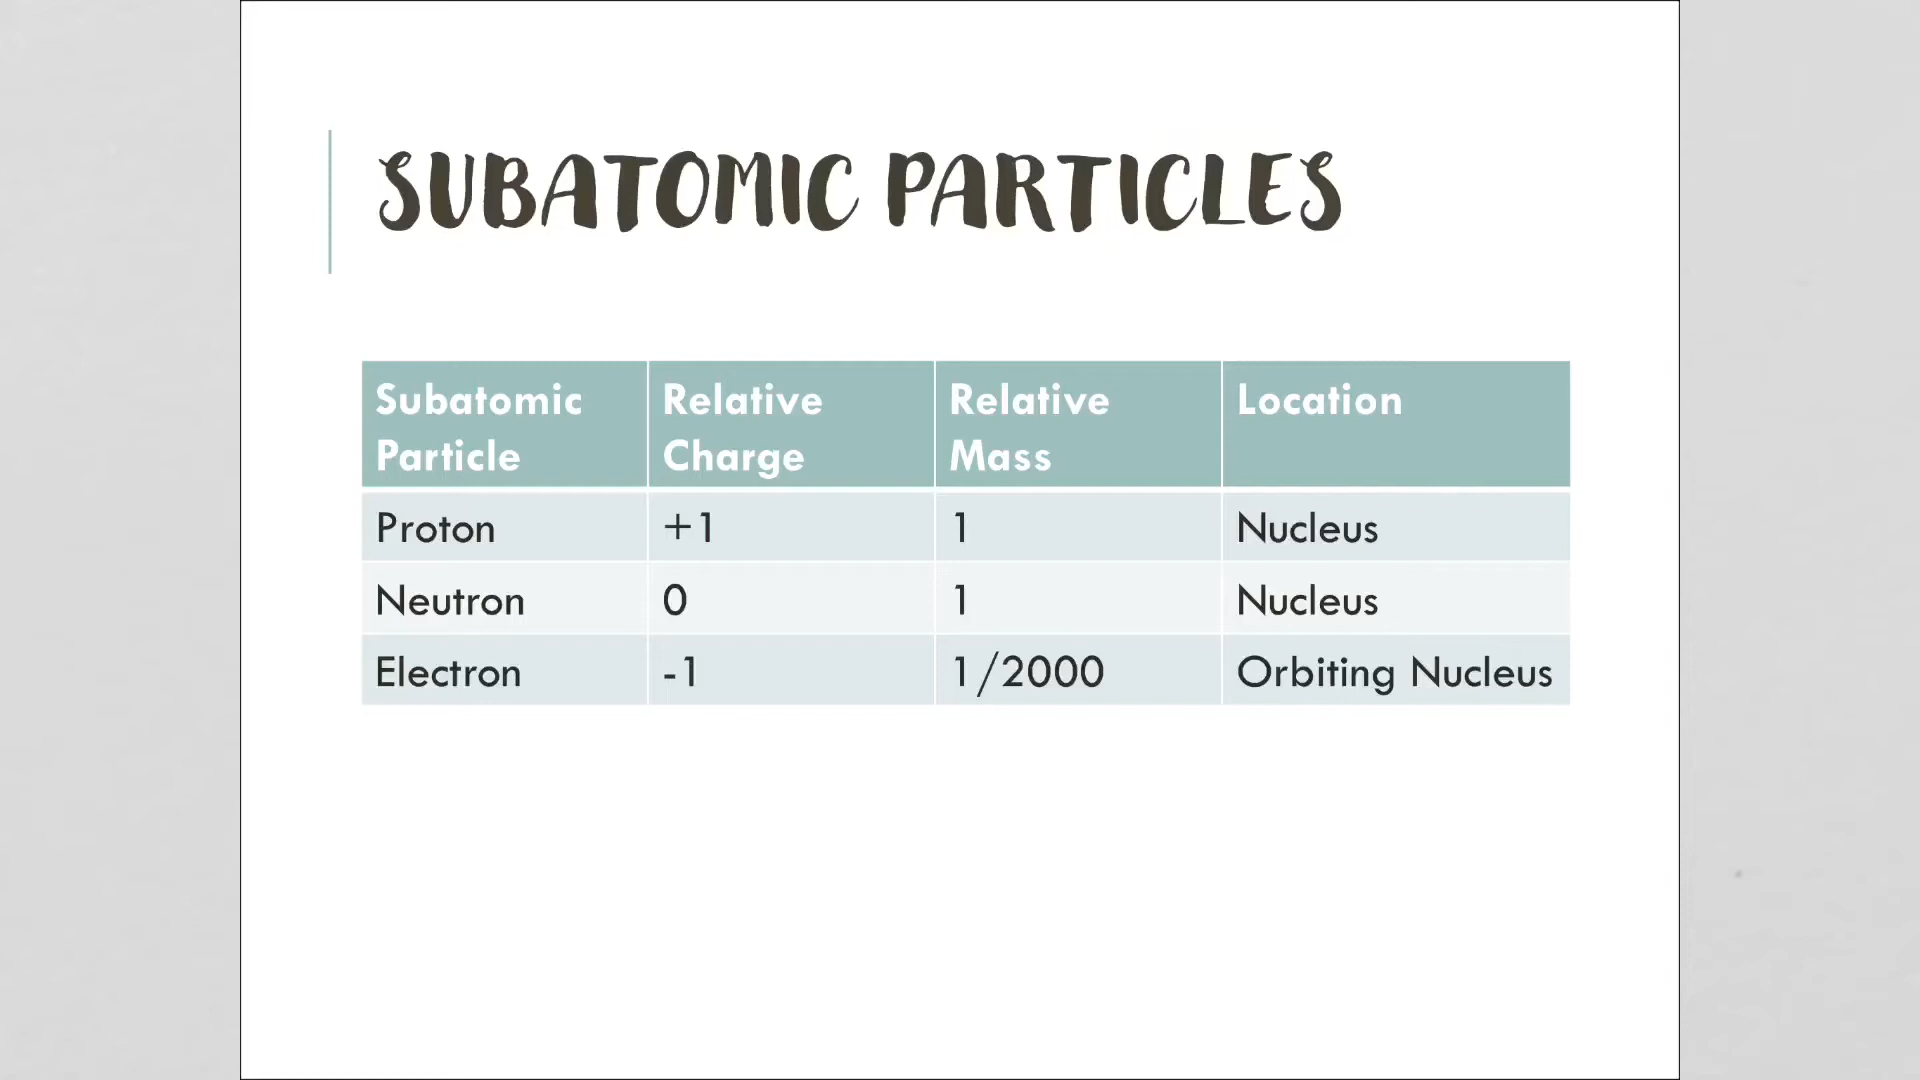 SUBATOMIC PARTICLES
Subatomic Particle Relative Charge Relative Mass Location
Proton +1 1 Nucleus
Neutron 0 1 Nucleus
Electron -1 1/2000 Orbiting Nucleus